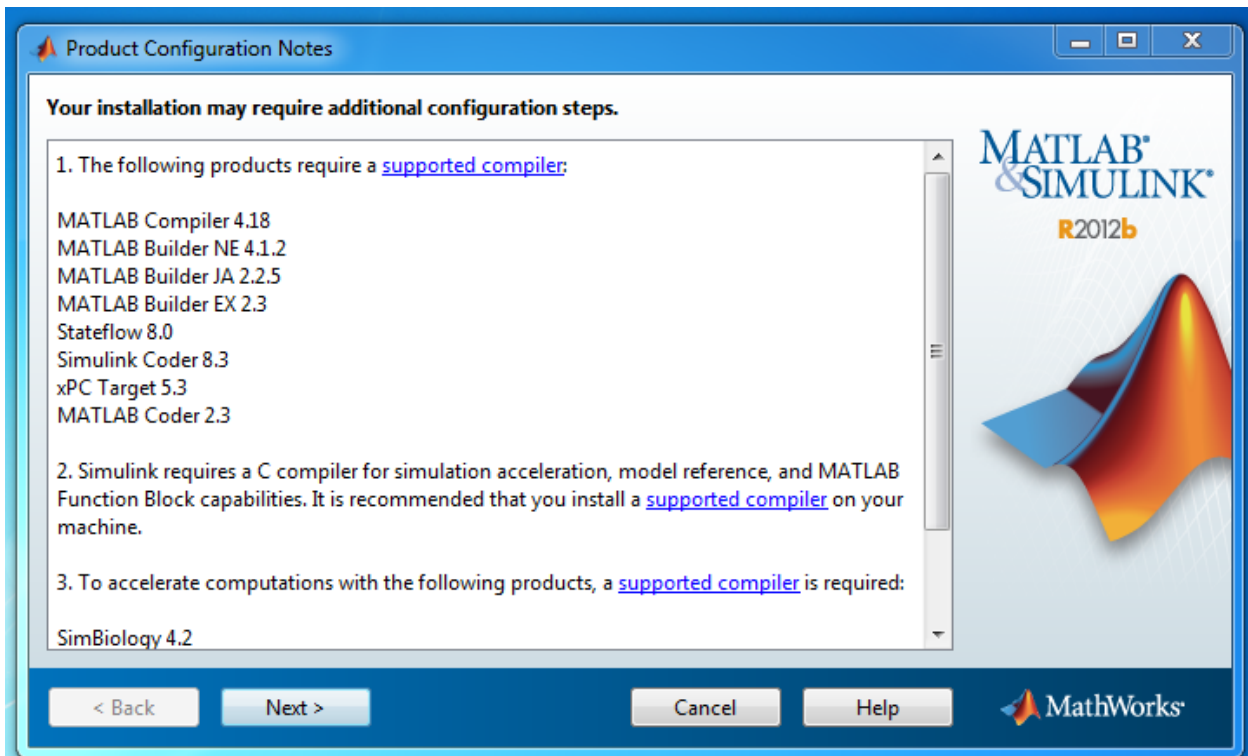 Product Configuration Notes
Your installation may require additional configuration steps.
1. The following products require a supported compiler:
MATLAB Compiler 4.18
MATLAB Builder NE 4.1.2
MATLAB Builder JA 2.2.5
MATLAB Builder EX 2.3
Stateflow 8.0
Simulink Coder 8.3
xPC Target 5.3
MATLAB Coder 2.3
2. Simulink requires a C compiler for simulation acceleration, model reference, and MATLAB
Function Block capabilities. It is recommended that you install a supported compiler on your
machine.
3. To accelerate computations with the following products, a supported compiler is required:
SimBiology 4.2
MATLAB®
&SIMULINK®
R2012b
< Back
Next >
Cancel
Help
MathWorks®